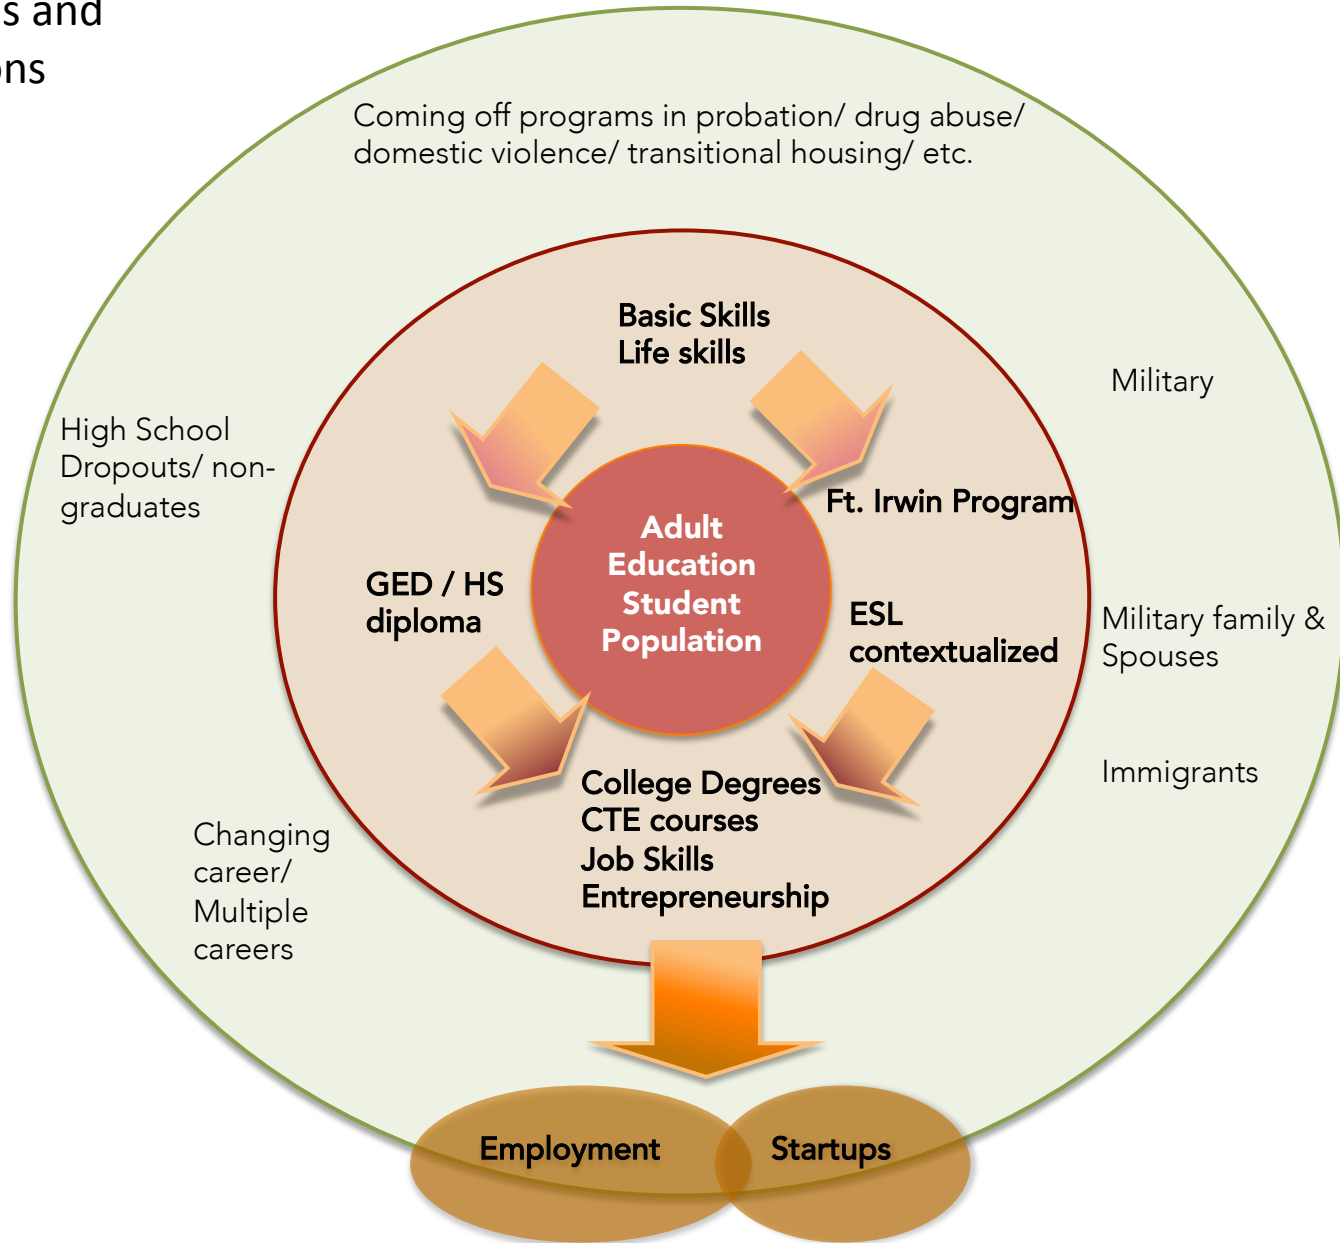 s and
ons
Coming off programs in probation/ drug abuse/
domestic violence/ transitional housing/ etc.
Basic Skills
Life skills
Military
High School
Dropouts/ non-
graduates
Ft. Irwin Program
Adult
Education
Student
Population
GED / HS
diploma
ESL
contextualized
Military family &
Spouses
Immigrants
College Degrees
CTE courses
Job Skills
Entrepreneurship
Changing
career/
Multiple
careers
Employment
Startups